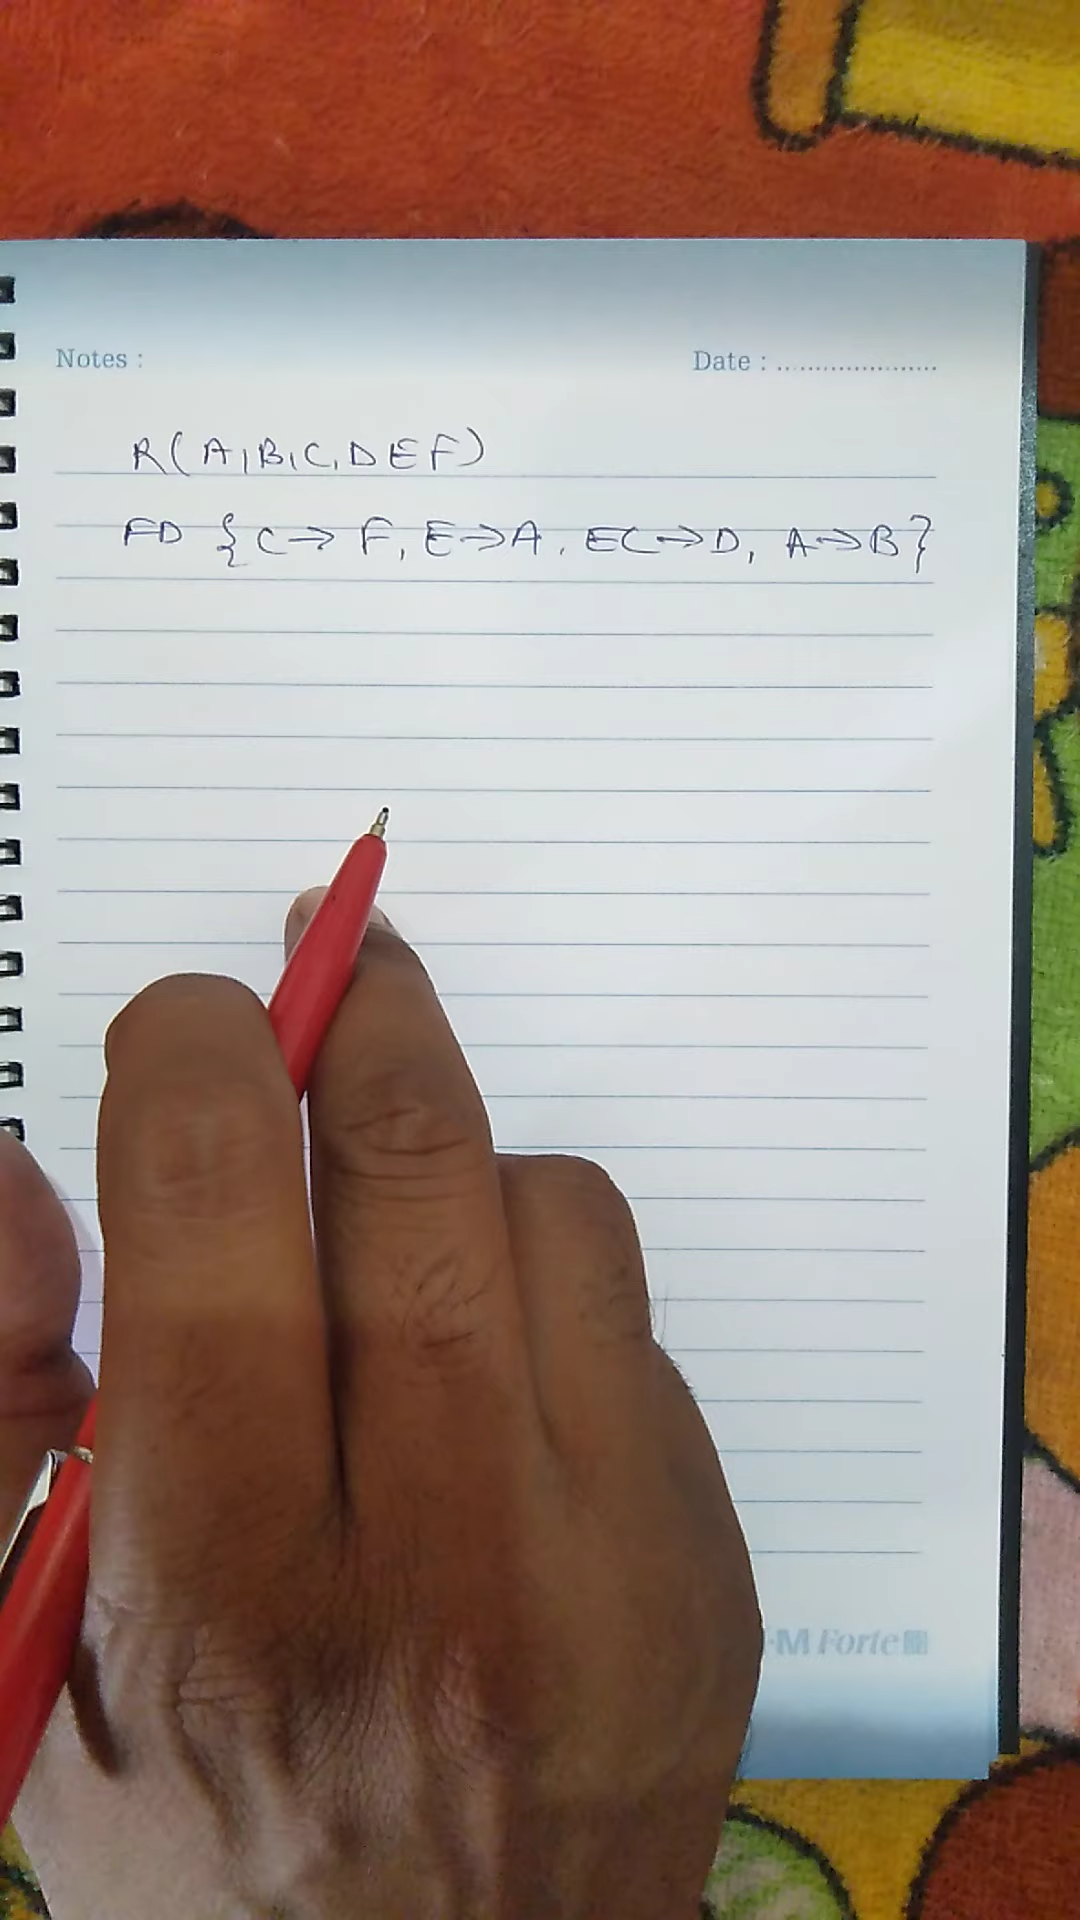 Notes :
Date : .....................
R(A,B,C,DEF)
FD {C→F, E→A, EC→D, A→B}
M Forte